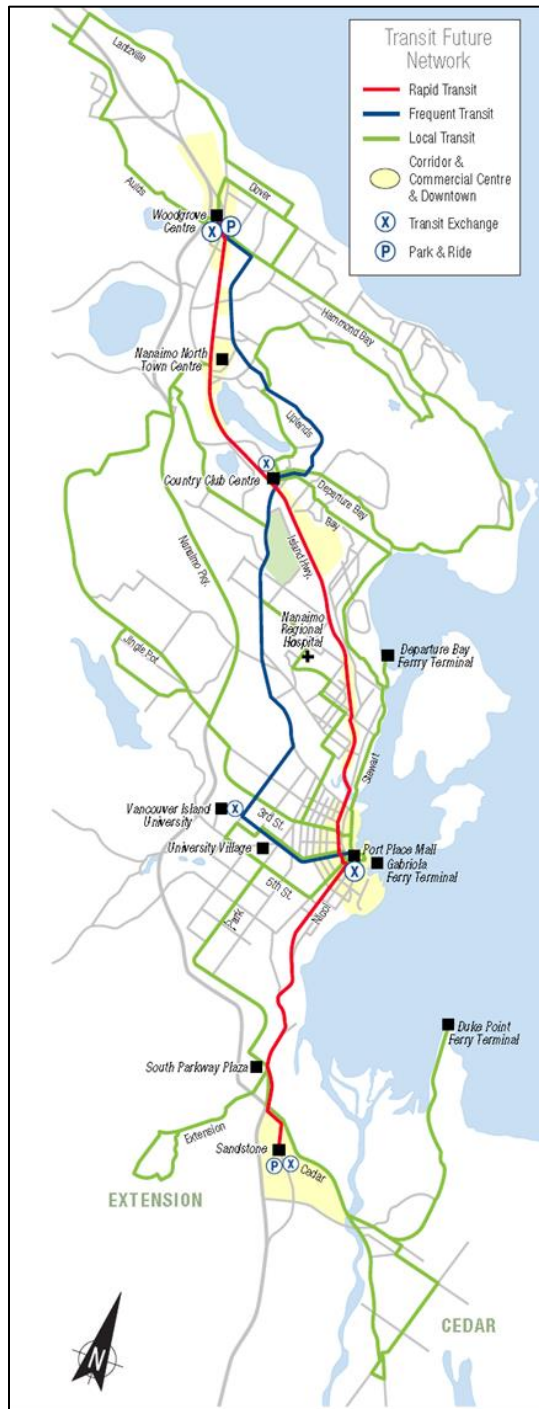 Lantzville
Transit Future
Network
Rapid Transit
Frequent Transit
Local Transit
Corridor &
Commercial Centre
& Downtown
X Transit Exchange
P Park & Ride
Aulds
Dover
Woodgrove
Centre
X
P
Hammond Bay
Nanaimo North
Town Centre
Uplands
X
Country Club Centre
Departure Bay
Bay
Island Hwy.
Nanaimo Pky.
Nanaimo
Regional
Hospital
Jingle Pot
Departure Bay
Ferrry Terminal
Stewart
Vancouver Island
University
X
3rd St.
University Village
Port Place Mall
Gabriola
Ferry Terminal
X
5th St.
Park
Nicol
Duke Point
Ferry Terminal
South Parkway Plaza
Extension
Sandstone
P
X
Cedar
EXTENSION
CEDAR
N